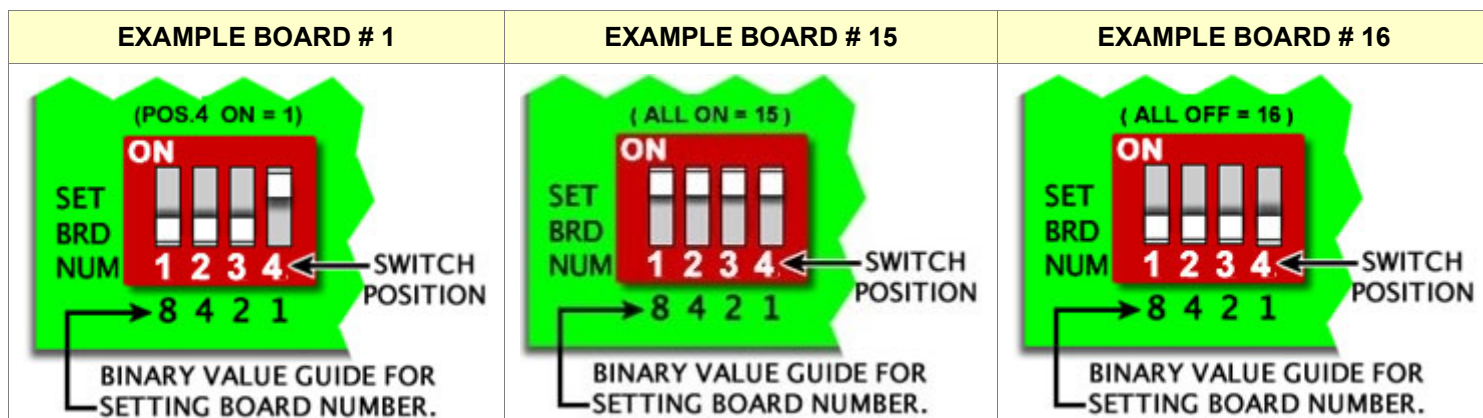 EXAMPLE BOARD # 1
(POS.4 ON = 1)
ON
SET
BRD
NUM
1 2 3 4
SWITCH
POSITION
8 4 2 1
BINARY VALUE GUIDE FOR
SETTING BOARD NUMBER.
EXAMPLE BOARD # 15
( ALL ON = 15 )
ON
SET
BRD
NUM
1 2 3 4
SWITCH
POSITION
8 4 2 1
BINARY VALUE GUIDE FOR
SETTING BOARD NUMBER.
EXAMPLE BOARD # 16
( ALL OFF = 16 )
ON
SET
BRD
NUM
1 2 3 4
SWITCH
POSITION
8 4 2 1
BINARY VALUE GUIDE FOR
SETTING BOARD NUMBER.